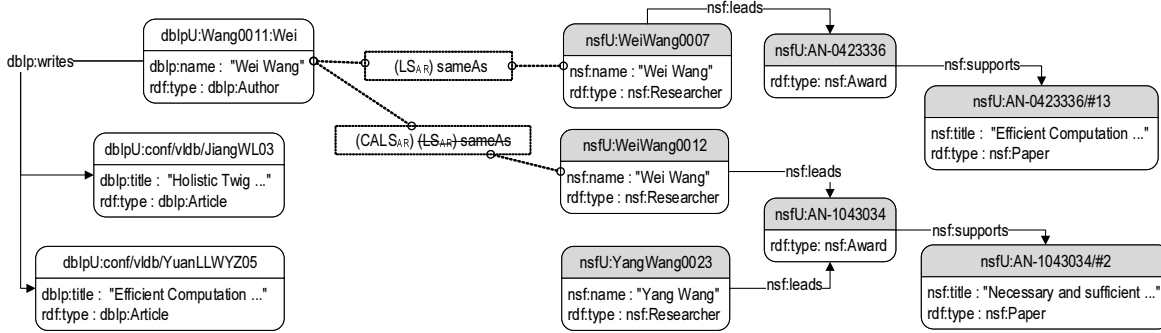 dblp:writes
dblpU:Wang0011:Wei
dblp:name : "Wei Wang"
rdf:type : dblp:Author
dblpU:conf/vldb/JiangWL03
dblp:title : "Holistic Twig ..."
rdf:type : dblp:Article
dblpU:conf/vldb/YuanLLWYZ05
dblp:title : "Efficient Computation ..."
rdf:type : dblp:Article
(LSAR) sameAs
(CALSAR) (LSAR) sameAs
nsfU:WeiWang0007
nsf:name : "Wei Wang"
rdf:type : nsf:Researcher
nsfU:WeiWang0012
nsf:name : "Wei Wang"
rdf:type : nsf:Researcher
nsfU:YangWang0023
nsf:name : "Yang Wang"
rdf:type : nsf:Researcher
nsf:leads
nsfU:AN-0423336
rdf:type: nsf:Award
nsf:supports
nsfU:AN-0423336/#13
nsf:title : "Efficient Computation ..."
rdf:type : nsf:Paper
nsf:leads
nsfU:AN-1043034
rdf:type: nsf:Award
nsf:leads
nsf:supports
nsfU:AN-1043034/#2
nsf:title : "Necessary and sufficient ..."
rdf:type : nsf:Paper